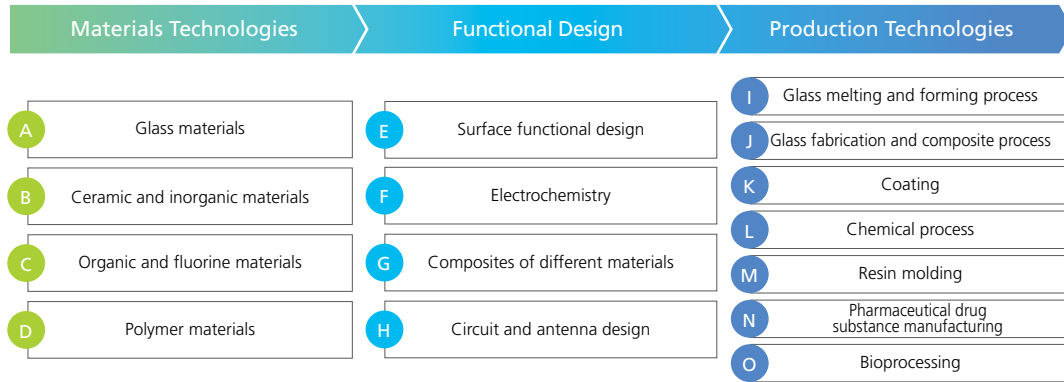 Materials Technologies
Functional Design
Production Technologies
A
Glass materials
B
Ceramic and inorganic materials
C
Organic and fluorine materials
D
Polymer materials
E
Surface functional design
F
Electrochemistry
G
Composites of different materials
H
Circuit and antenna design
I
Glass melting and forming process
J
Glass fabrication and composite process
K
Coating
L
Chemical process
M
Resin molding
N
Pharmaceutical drug
substance manufacturing
O
Bioprocessing